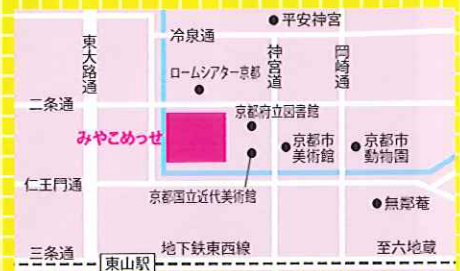 平安神宮
冷泉通
東大路通
神宮道
岡崎通
ロームシアター京都
二条通
京都府立図書館
みやこめっせ
京都市
美術館
京都市
動物園
仁王門通
京都国立近代美術館
無鄰菴
三条通
地下鉄東西線
至六地蔵
東山駅